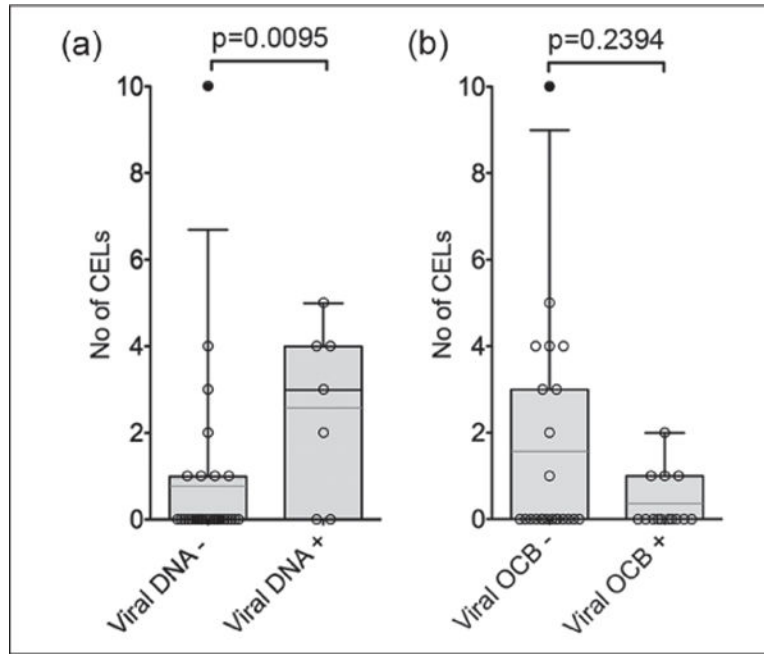 (a)
p=0.0095
No of CELs
10
8
6
4
2
0
Viral DNA -
Viral DNA +
(b)
p=0.2394
No of CELs
10
8
6
4
2
0
Viral OCB -
Viral OCB +